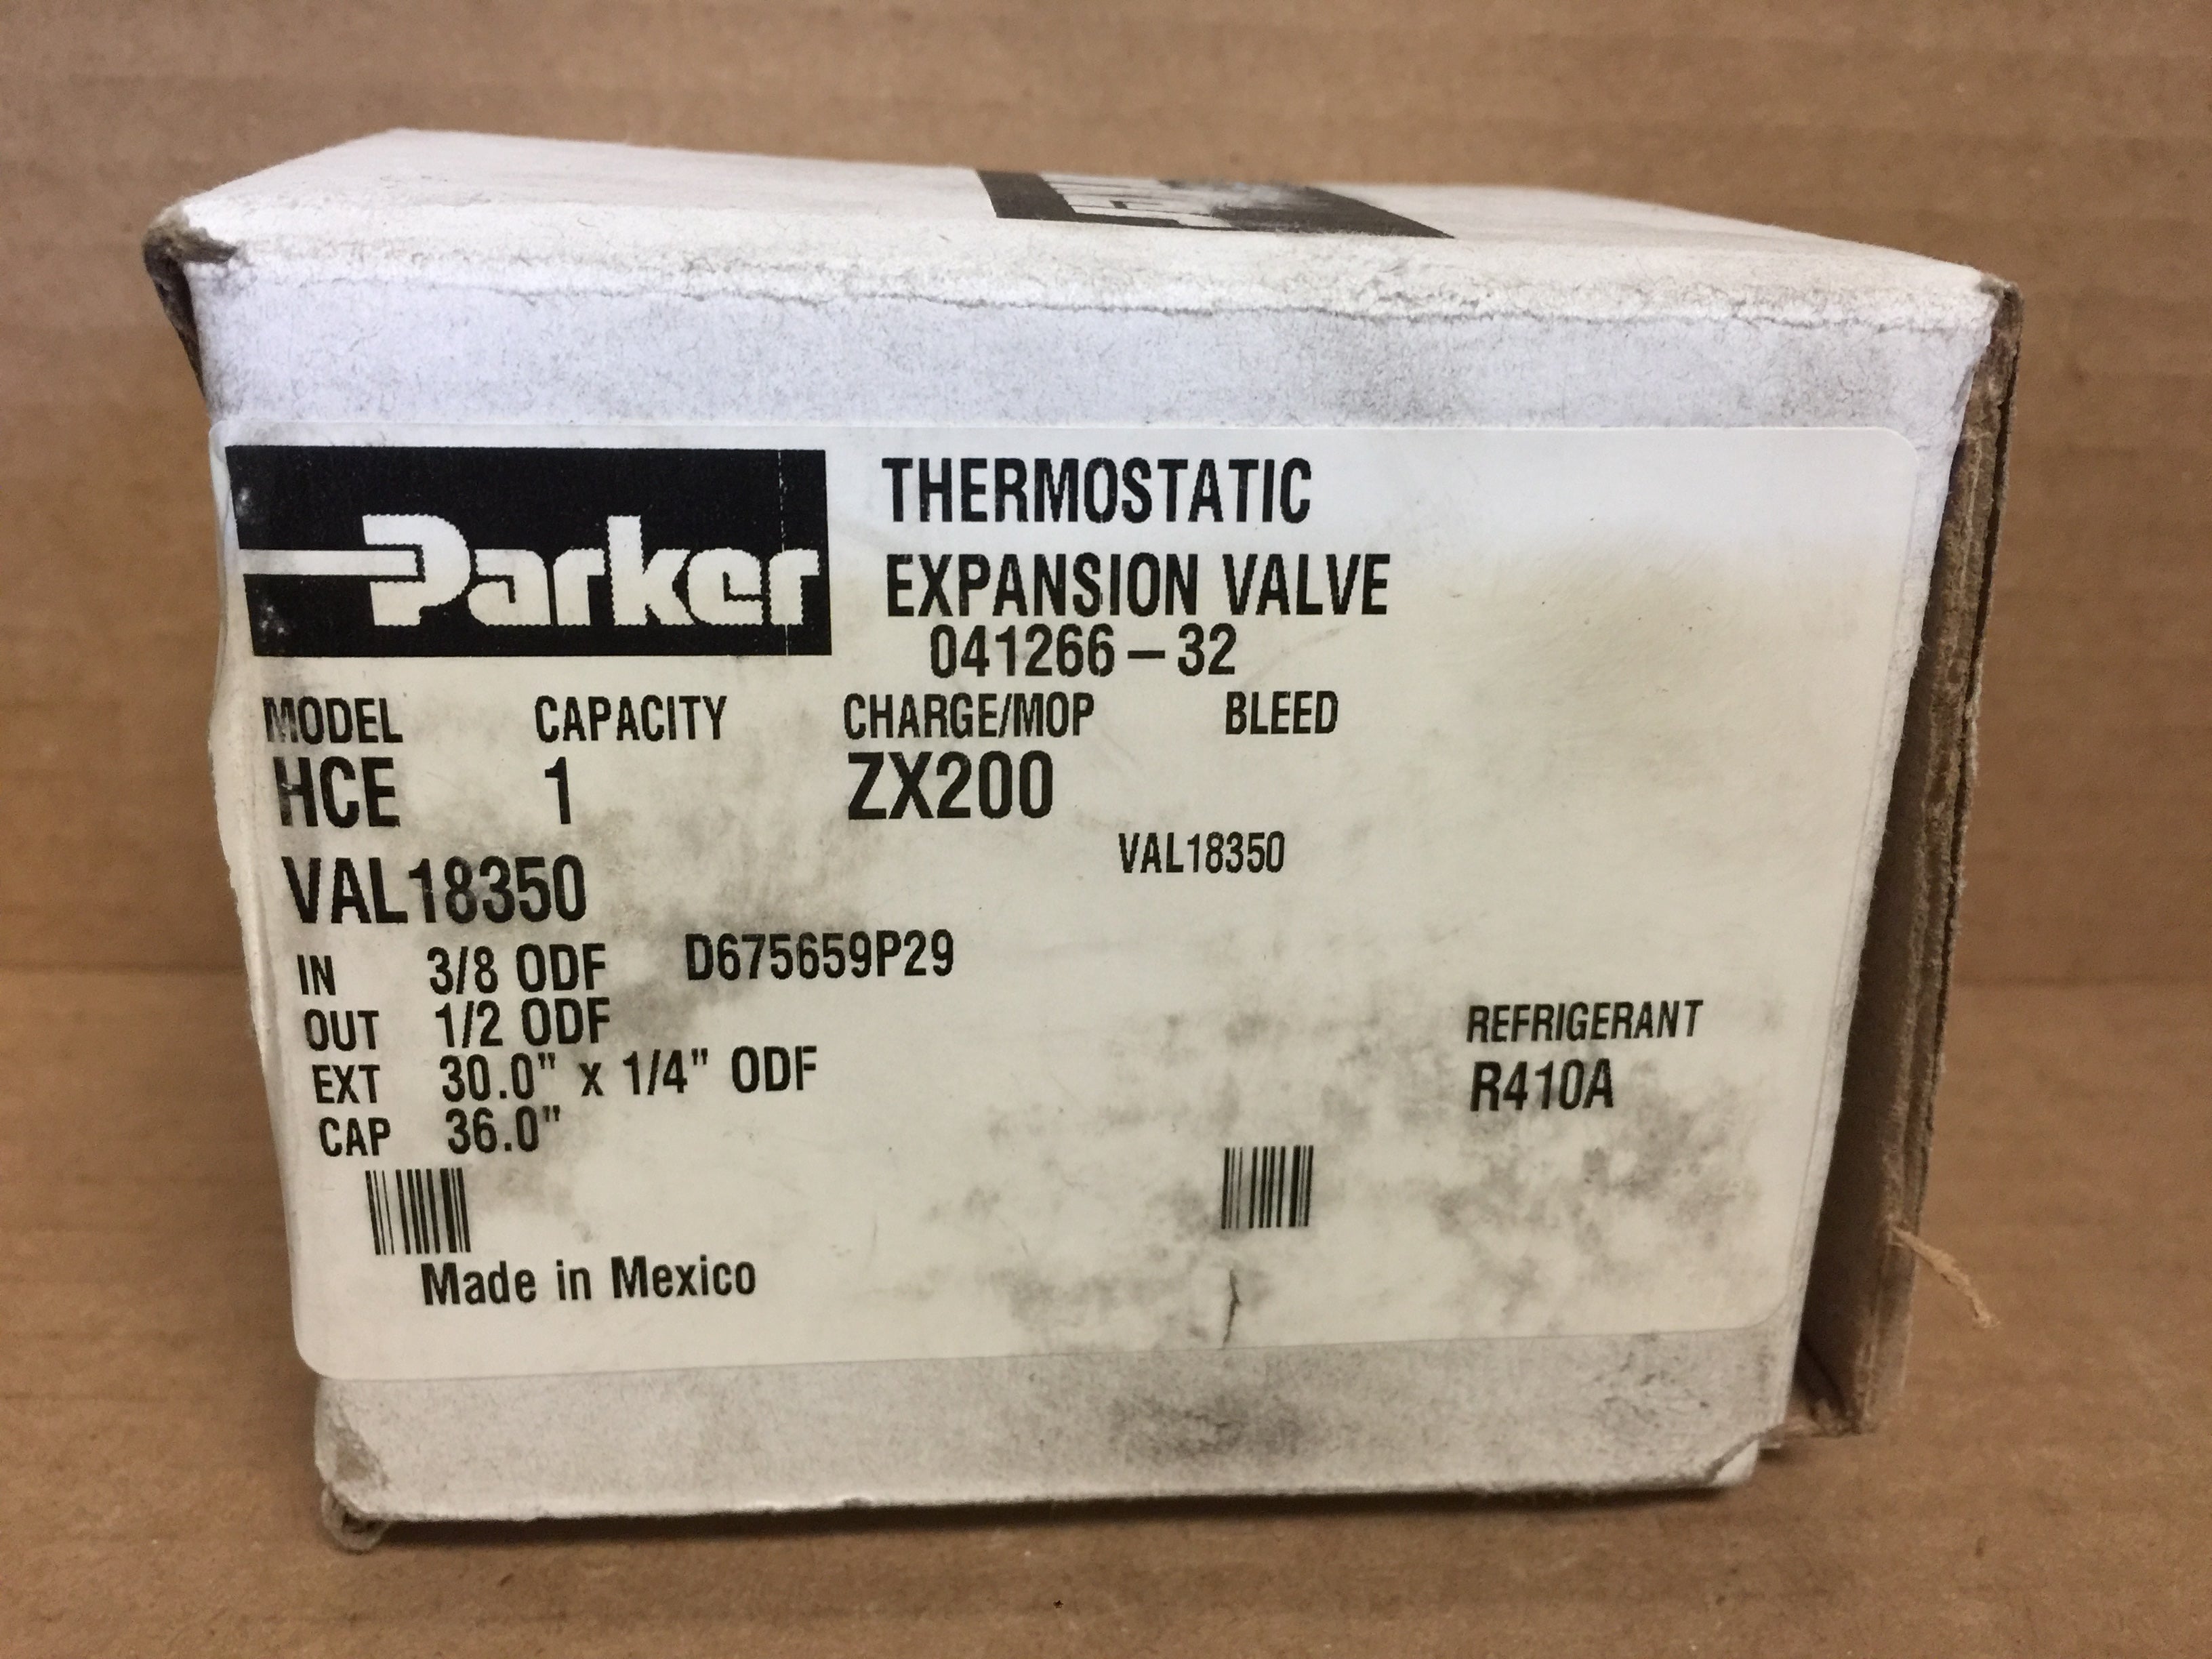 Parker
THERMOSTATIC
EXPANSION VALVE
041266-32
MODEL CAPACITY CHARGE/MOP BLEED
HCE 1 ZX200
VAL18350
VAL18350
IN 3/8 ODF D675659P29
OUT 1/2 ODF
EXT 30.0" x 1/4" ODF
CAP 36.0"
REFRIGERANT
R410A
Made in Mexico